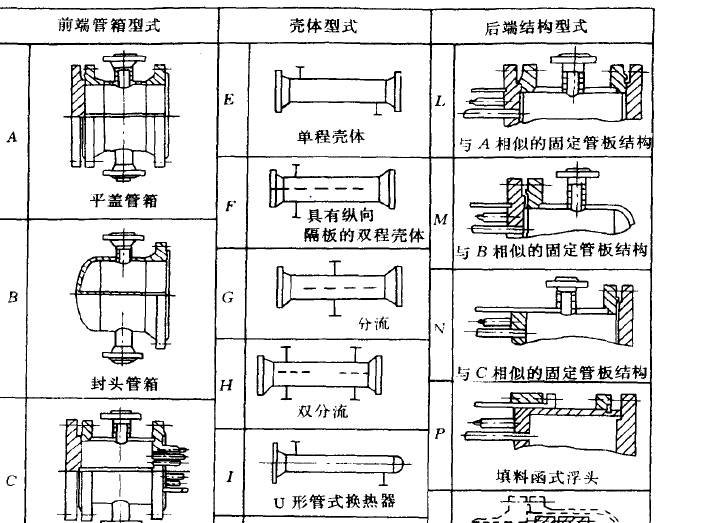 前端管箱型式
壳体型式
后端结构型式
A
平盖管箱
B
封头管箱
C
E
单程壳体
F
具有纵向
隔板的双程壳体
G
分流
H
双分流
I
U 形管式换热器
L
与 A 相似的固定管板结构
M
与 B 相似的固定管板结构
N
与 C 相似的固定管板结构
P
填料函式浮头